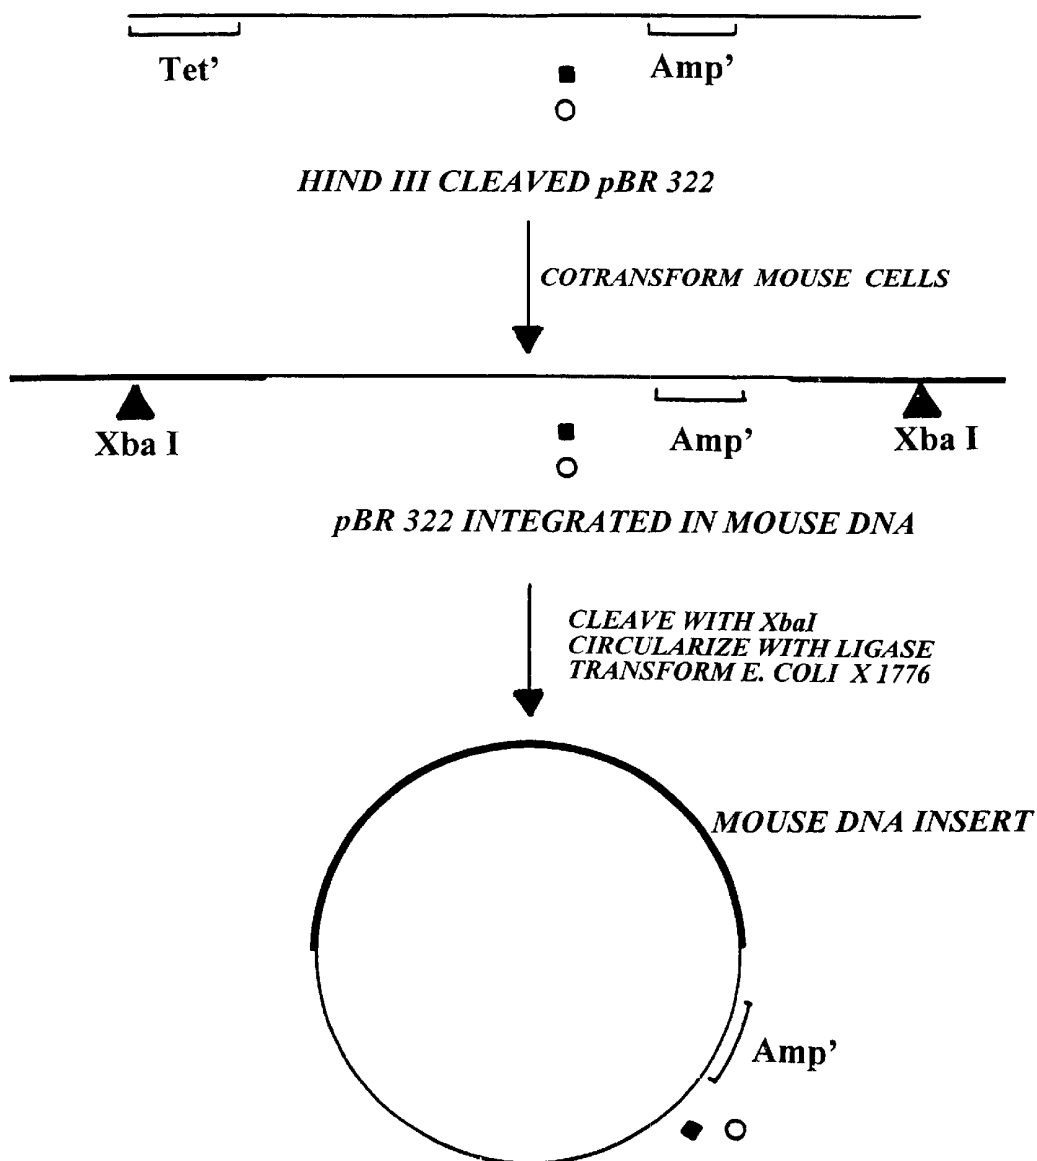 Tet’
Amp’
HIND III CLEAVED pBR 322
COTRANSFORM MOUSE CELLS
Xba I
Amp’
Xba I
pBR 322 INTEGRATED IN MOUSE DNA
CLEAVE WITH XbaI
CIRCULARIZE WITH LIGASE
TRANSFORM E. COLI X 1776
MOUSE DNA INSERT
Amp’